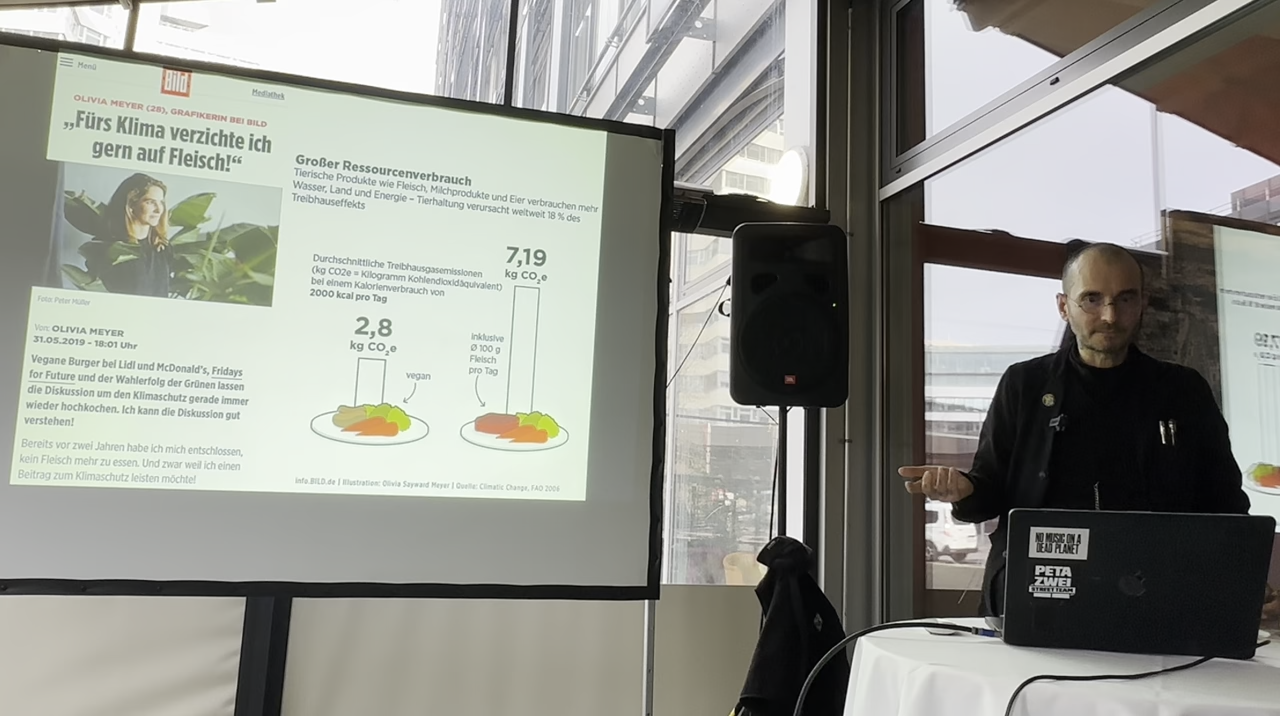 Menü
Bild
Mediathek
OLIVIA MEYER (28), GRAFIKERIN BEI BILD
„Fürs Klima verzichte ich
gern auf Fleisch!“
Foto: Peter Müller
Von: OLIVIA MEYER
31.05.2019 - 18:01 Uhr
Vegane Burger bei Lidl und McDonald's, Fridays
for Future und der Wahlerfolg der Grünen lassen
die Diskussion um den Klimaschutz gerade immer
wieder hochkochen. Ich kann die Diskussion gut
verstehen!
Bereits vor zwei Jahren habe ich mich entschlossen,
kein Fleisch mehr zu essen. Und zwar weil ich einen
Beitrag zum Klimaschutz leisten möchte!
Großer Ressourcenverbrauch
Tierische Produkte wie Fleisch, Milchprodukte und Eier verbrauchen mehr
Wasser, Land und Energie – Tierhaltung verursacht weltweit 18 % des
Treibhauseffekts
Durchschnittliche Treibhausgasemissionen
(kg CO2e = Kilogramm Kohlendioxidäquivalent)
bei einem Kalorienverbrauch von
2000 kcal pro Tag
2,8
kg CO2e
vegan
7,19
kg CO2e
Inklusive
Ø 100 g
Fleisch
pro Tag
info.BILD.de | Illustration: Olivia Sayward Meyer | Quelle: Climatic Change, FAO 2006
JBL
NO MUSIC ON A
DEAD PLANET
PETA
ZWEI
STREET TEAM